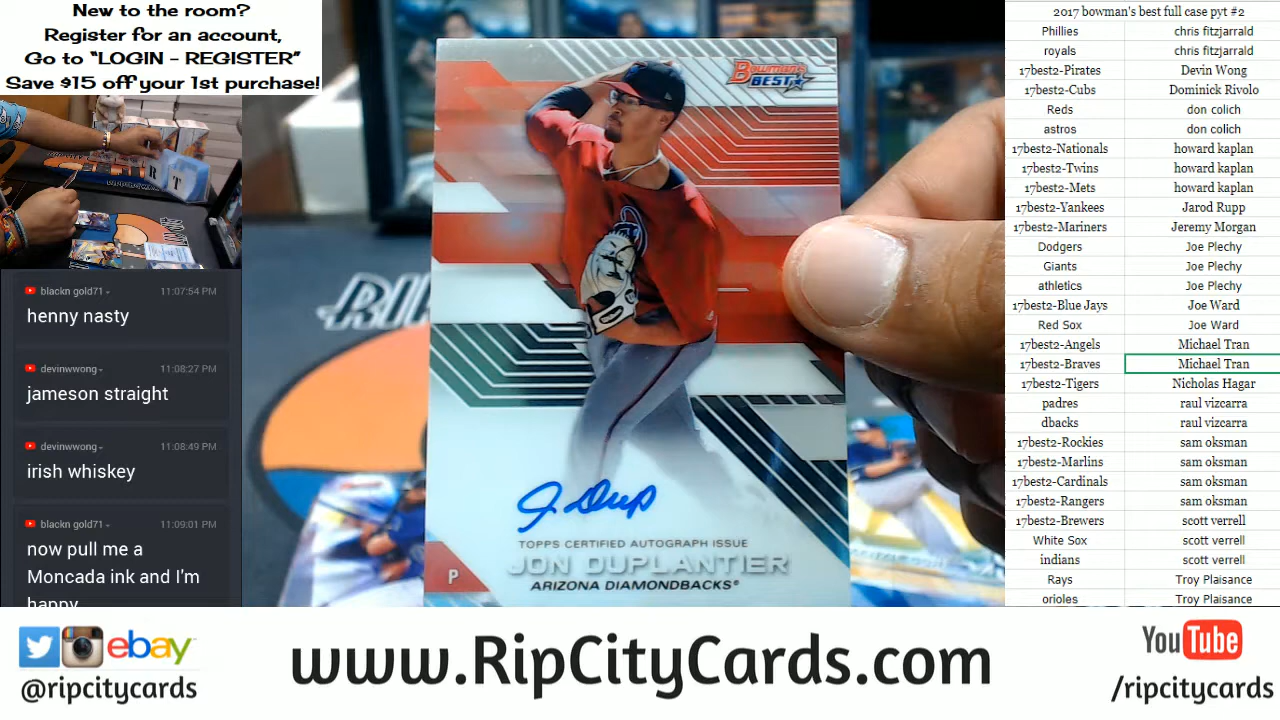 New to the room?
Register for an account,
Go to “LOGIN - REGISTER”
Save $15 off your 1st purchase!
blackn gold71
11:07:54 PM
henny nasty
devinwwong
11:08:27 PM
jameson straight
devinwwong
11:08:49 PM
irish whiskey
blackn gold71
11:09:01 PM
now pull me a
Moncada ink and I'm
happy
Bowman's
BEST
J. Dup
TOPPS CERTIFIED AUTOGRAPH ISSUE
JON DUPLANTIER
P
ARIZONA DIAMONDBACKS®
2017 bowman's best full case pyt #2
Phillies chris fitzjarrald
royals chris fitzjarrald
17best2-Pirates Devin Wong
17best2-Cubs Dominick Rivolo
Reds don colich
astros don colich
17best2-Nationals howard kaplan
17best2-Twins howard kaplan
17best2-Mets howard kaplan
17best2-Yankees Jarod Rupp
17best2-Mariners Jeremy Morgan
Dodgers Joe Plechy
Giants Joe Plechy
athletics Joe Plechy
17best2-Blue Jays Joe Ward
Red Sox Joe Ward
17best2-Angels Michael Tran
17best2-Braves Michael Tran
17best2-Tigers Nicholas Hagar
padres raul vizcarra
dbacks raul vizcarra
17best2-Rockies sam oksman
17best2-Marlins sam oksman
17best2-Cardinals sam oksman
17best2-Rangers sam oksman
17best2-Brewers scott verrell
White Sox scott verrell
indians scott verrell
Rays Troy Plaisance
orioles Troy Plaisance
ebay
@ripcitycards
www.RipCityCards.com
YouTube
/ripcitycards